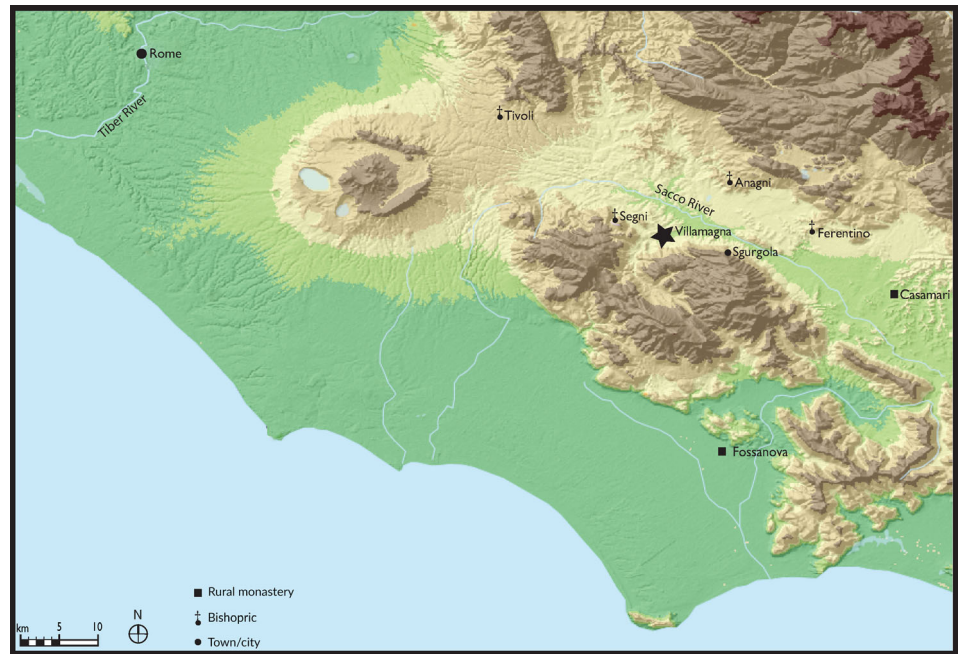 Rome
Tiber River
Tivoli
Anagni
Sacco River
Segni
Villamagna
Ferentino
Sgurgola
Casamari
Fossanova
Rural monastery
Bishopric
Town/city
km 5 10
N